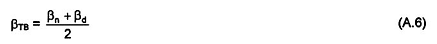 β_TB = (β_n + β_d) / 2 (A.6)